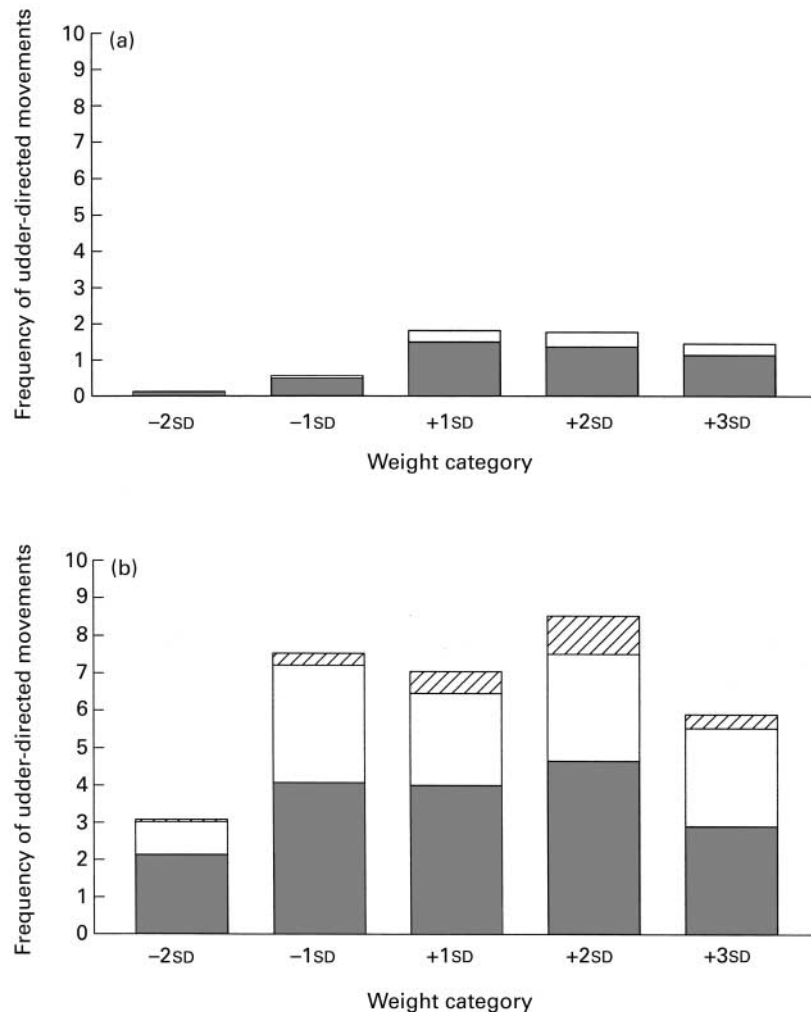 (a)
Frequency of udder-directed movements
10
9
8
7
6
5
4
3
2
1
0
−2SD −1SD +1SD +2SD +3SD
Weight category
(b)
Frequency of udder-directed movements
10
9
8
7
6
5
4
3
2
1
0
−2SD −1SD +1SD +2SD +3SD
Weight category